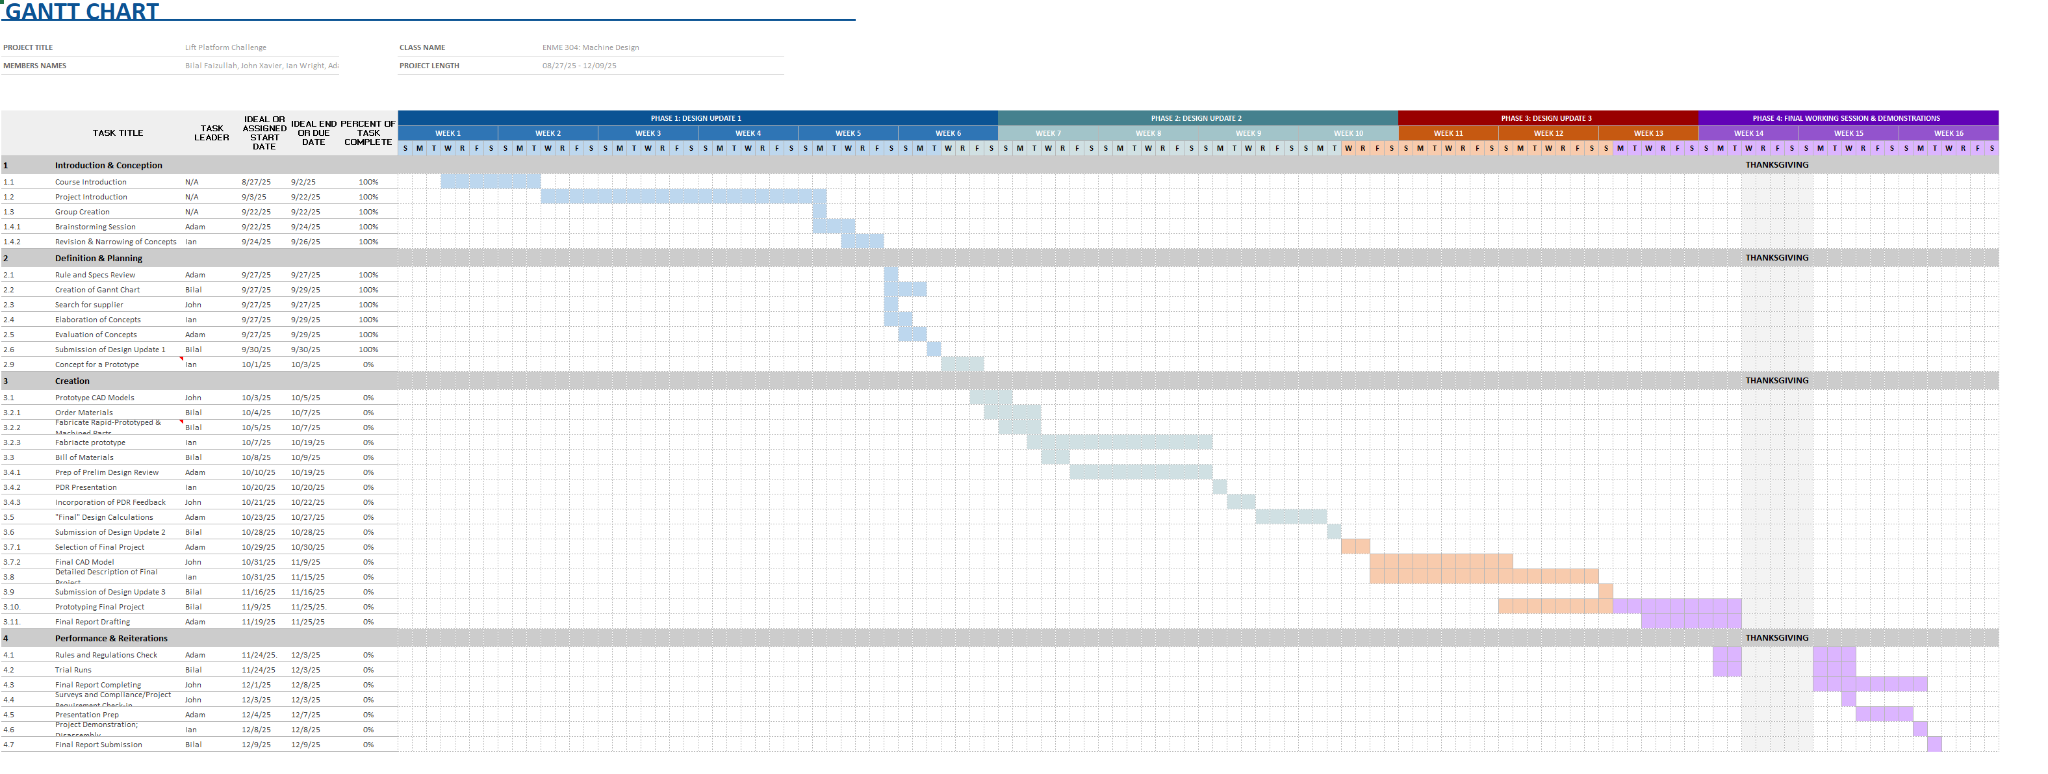 GANTT CHART
PROJECT TITLE Lift Platform Challenge CLASS NAME ENME 304: Machine Design
MEMBERS NAMES Bilal Faizullah, John Xavier, Ian Wright, Ad PROJECT LENGTH 08/27/25 - 12/09/25
TASK TITLE TASK LEADER IDEAL OR ASSIGNED START DATE IDEAL END OR DUE DATE PERCENT OF TASK COMPLETE
PHASE 1: DESIGN UPDATE 1 PHASE 2: DESIGN UPDATE 2 PHASE 3: DESIGN UPDATE 3 PHASE 4: FINAL WORKING SESSION & DEMONSTRATIONS
WEEK 1 WEEK 2 WEEK 3 WEEK 4 WEEK 5 WEEK 6 WEEK 7 WEEK 8 WEEK 9 WEEK 10 WEEK 11 WEEK 12 WEEK 13 WEEK 14 WEEK 15 WEEK 16
S M T W R F S S M T W R F S S M T W R F S S M T W R F S S M T W R F S S M T W R F S S M T W R F S S M T W R F S S M T W R F S S M T W R F S S M T W R F S S M T W R F S S M T W R F S S M T W R F S S M T W R F S S M T W R F S
1 Introduction & Conception THANKSGIVING
1.1 Course Introduction N/A 8/27/25 9/2/25 100%
1.2 Project Introduction N/A 9/3/25 9/22/25 100%
1.3 Group Creation N/A 9/22/25 9/22/25 100%
1.4.1 Brainstorming Session Adam 9/22/25 9/24/25 100%
1.4.2 Revision & Narrowing of Concepts Ian 9/24/25 9/26/25 100%
2 Definition & Planning THANKSGIVING
2.1 Rule and Specs Review Adam 9/27/25 9/27/25 100%
2.2 Creation of Gannt Chart Bilal 9/27/25 9/29/25 100%
2.3 Search for supplier John 9/27/25 9/27/25 100%
2.4 Elaboration of Concepts Ian 9/27/25 9/29/25 100%
2.5 Evaluation of Concepts Adam 9/27/25 9/29/25 100%
2.6 Submission of Design Update 1 Bilal 9/30/25 9/30/25 100%
2.9 Concept for a Prototype Ian 10/1/25 10/3/25 0%
3 Creation THANKSGIVING
3.1 Prototype CAD Models John 10/3/25 10/5/25 0%
3.2.1 Order Materials Bilal 10/4/25 10/7/25 0%
3.2.2 Fabricate Rapid-Prototyped & Machined Parts Bilal 10/5/25 10/7/25 0%
3.2.3 Fabriacte prototype Ian 10/7/25 10/19/25 0%
3.3 Bill of Materials Bilal 10/8/25 10/9/25 0%
3.4.1 Prep of Prelim Design Review Adam 10/10/25 10/19/25 0%
3.4.2 PDR Presentation Ian 10/20/25 10/20/25 0%
3.4.3 Incorporation of PDR Feedback John 10/21/25 10/22/25 0%
3.5 "Final" Design Calculations Adam 10/23/25 10/27/25 0%
3.6 Submission of Design Update 2 Bilal 10/28/25 10/28/25 0%
3.7.1 Selection of Final Project Adam 10/29/25 10/30/25 0%
3.7.2 Final CAD Model John 10/31/25 11/9/25 0%
3.8 Detailed Description of Final Project Ian 10/31/25 11/15/25 0%
3.9 Submission of Design Update 3 Bilal 11/16/25 11/16/25 0%
3.10. Prototyping Final Project Bilal 11/9/25 11/25/25. 0%
3.11. Final Report Drafting Adam 11/19/25 11/25/25 0%
4 Performance & Reiterations THANKSGIVING
4.1 Rules and Regulations Check Adam 11/24/25. 12/3/25 0%
4.2 Trial Runs Bilal 11/24/25 12/3/25 0%
4.3 Final Report Completing John 12/1/25 12/8/25 0%
4.4 Surveys and Compliance/Project Requirement Check-in John 12/3/25 12/3/25 0%
4.5 Presentation Prep Adam 12/4/25 12/7/25 0%
4.6 Project Demonstration; Disassembly Ian 12/8/25 12/8/25 0%
4.7 Final Report Submission Bilal 12/9/25 12/9/25 0%